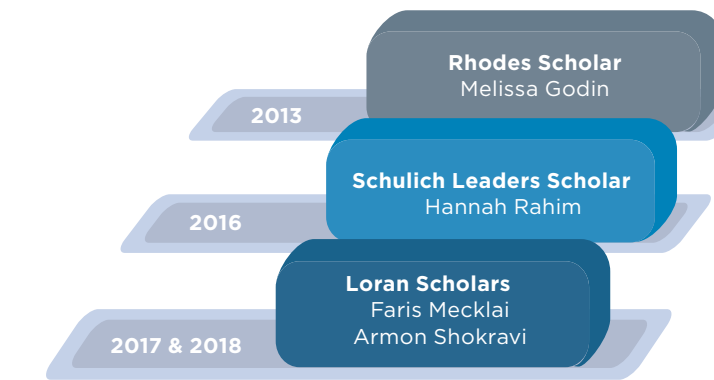 Rhodes Scholar
Melissa Godin
2013
Schulich Leaders Scholar
Hannah Rahim
2016
Loran Scholars
Faris Mecklai
Armon Shokravi
2017 & 2018